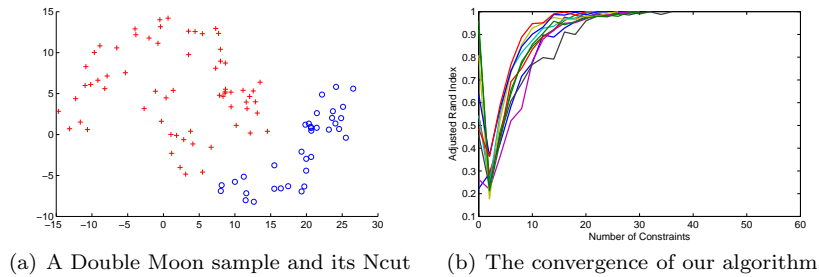 15
10
5
0
−5
−10
−15 −10 −5 0 5 10 15 20 25 30
1
0.9
0.8
0.7
0.6
0.5
0.4
0.3
0.2
0.1
Adjusted Rand Index
0 10 20 30 40 50 60
Number of Constraints
(a) A Double Moon sample and its Ncut
(b) The convergence of our algorithm